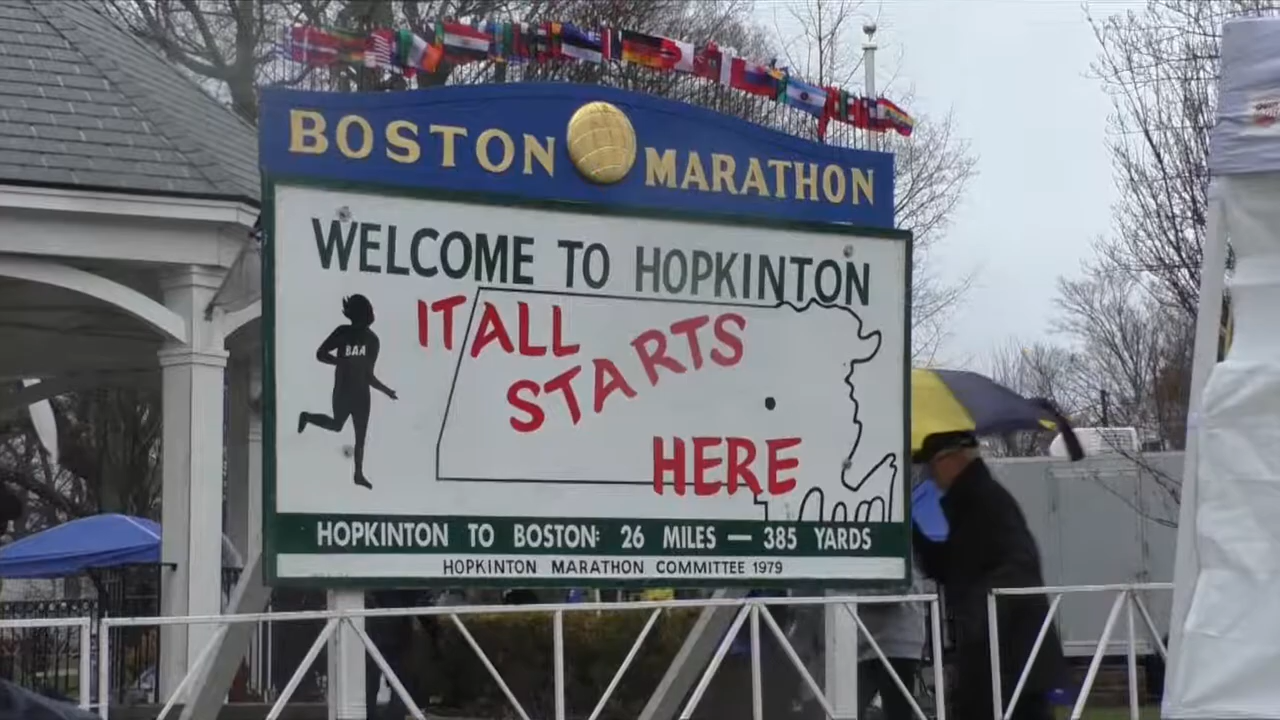 BOSTON MARATHON
WELCOME TO HOPKINTON
IT ALL
STARTS
HERE
BAA
HOPKINTON TO BOSTON: 26 MILES — 385 YARDS
HOPKINTON MARATHON COMMITTEE 1979